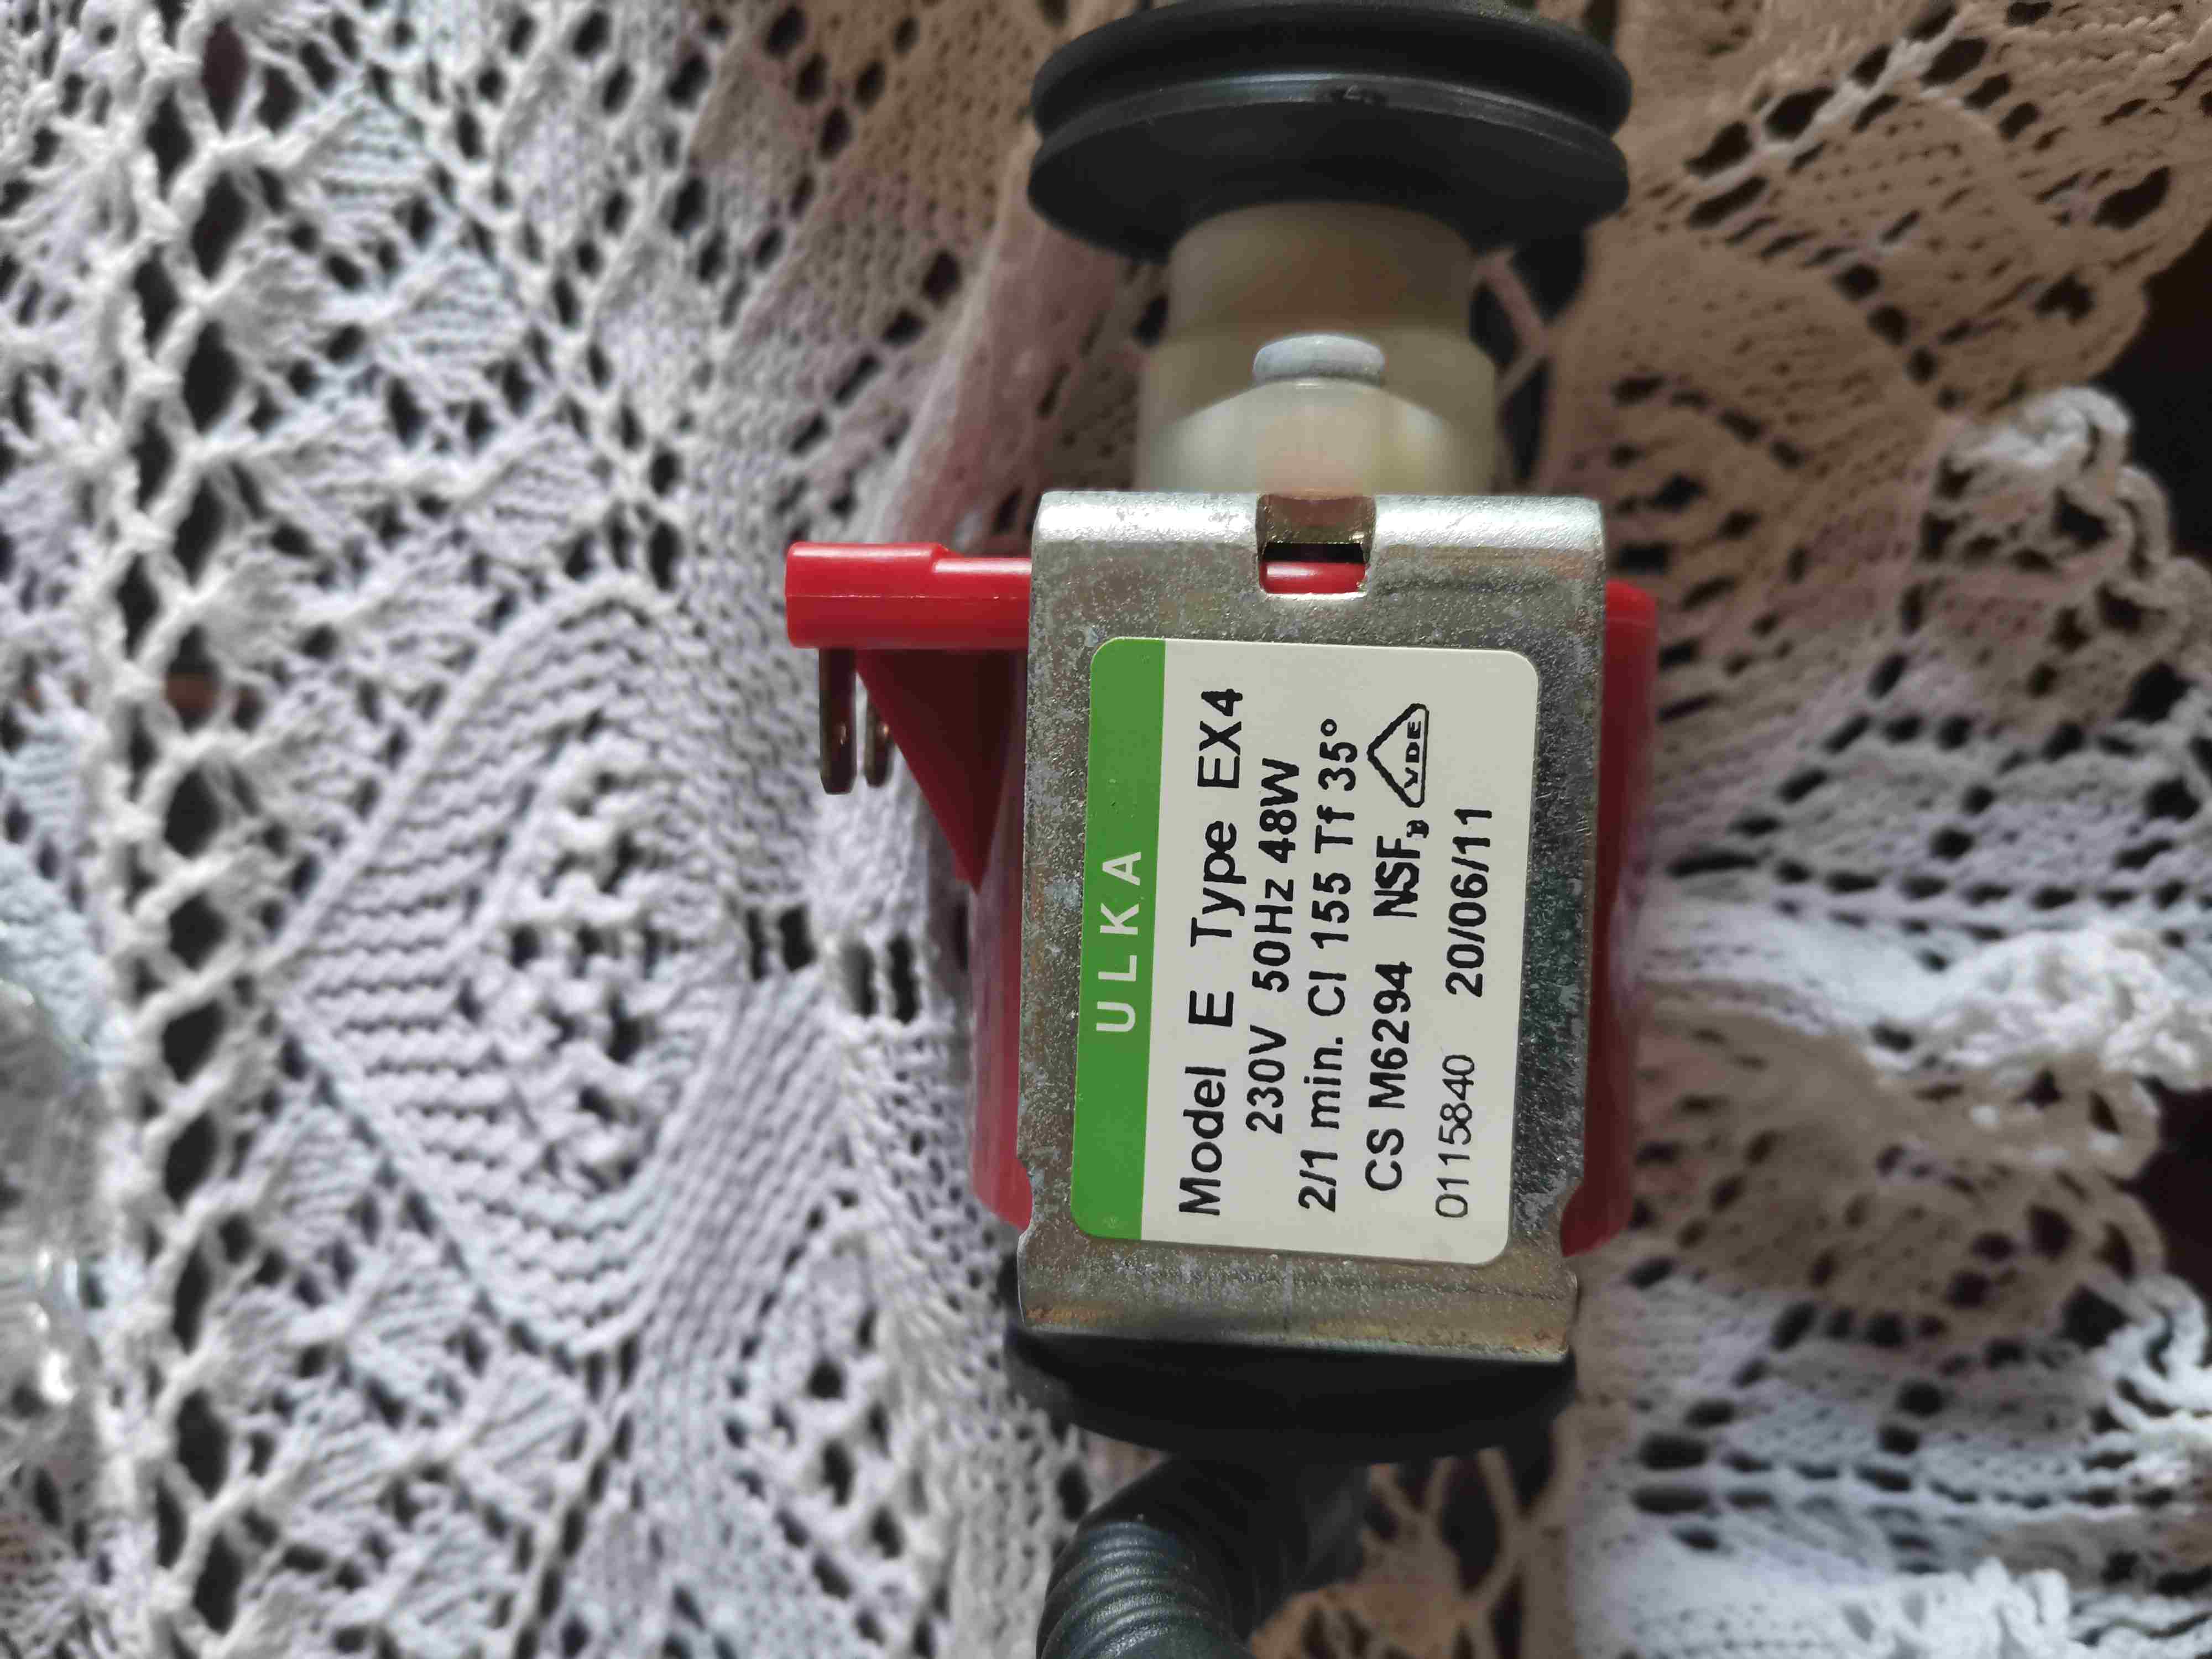 ULKA
Model E Type EX4
230V 50Hz 48W
2/1 min. Cl 155 Tf 35°
CS M6294 NSF® VDE
0115840 20/06/11